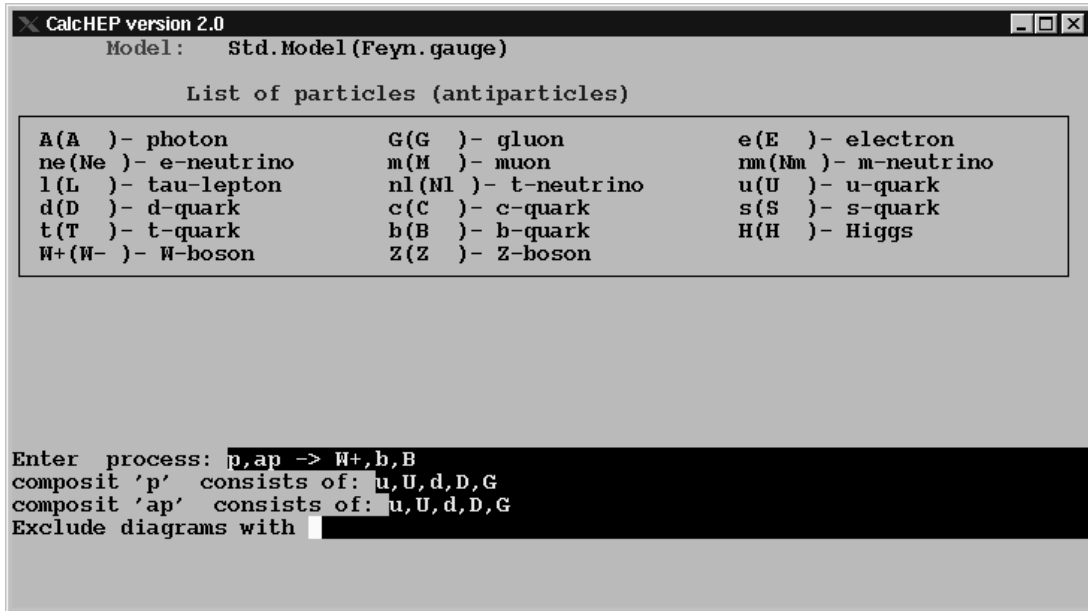 CalcHEP version 2.0
Model: Std.Model(Feyn.gauge)
List of particles (antiparticles)
A(A )- photon G(G )- gluon e(E )- electron
ne(Ne )- e-neutrino m(M )- muon nm(Nm )- m-neutrino
l(L )- tau-lepton nl(Nl )- t-neutrino u(U )- u-quark
d(D )- d-quark c(C )- c-quark s(S )- s-quark
t(T )- t-quark b(B )- b-quark H(H )- Higgs
W+(W- )- W-boson Z(Z )- Z-boson
Enter process: p,ap -> W+,b,B
composit 'p' consists of: u,U,d,D,G
composit 'ap' consists of: u,U,d,D,G
Exclude diagrams with